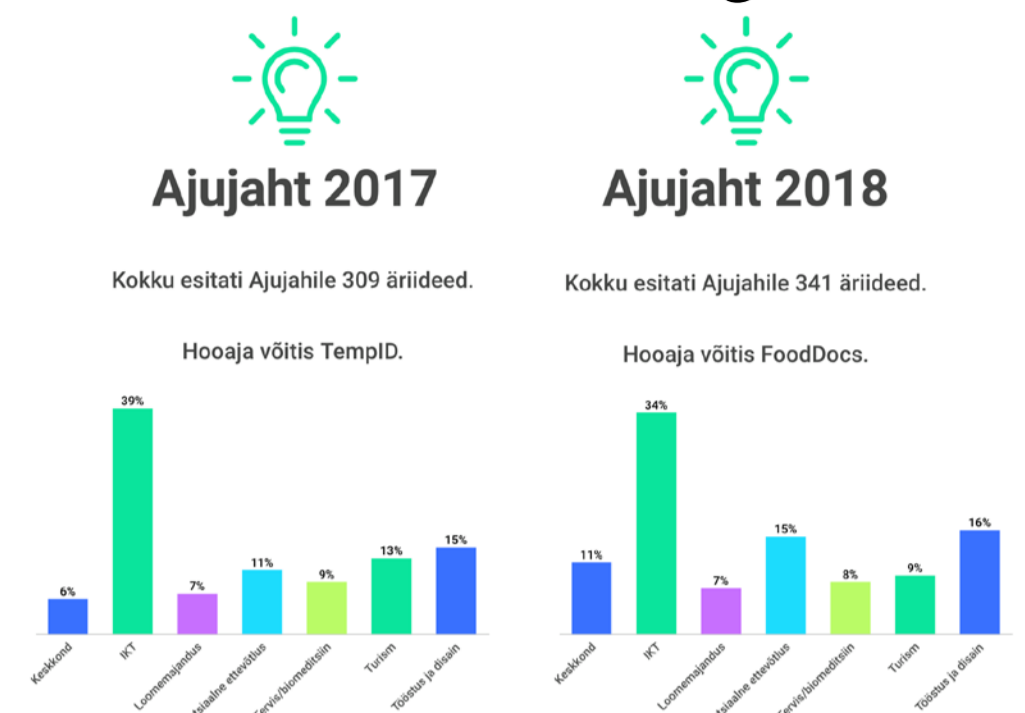 Ajujaht 2017
Kokku esitati Ajujahile 309 äriideed.
Hooaja võitis TempID.
39%
6%
7%
11%
9%
13%
15%
Keskkond
IKT
Loomemajandus
ettevõtlus
Turism
Tööstus ja disain
Ajujaht 2018
Kokku esitati Ajujahile 341 äriideed.
Hooaja võitis FoodDocs.
34%
11%
7%
15%
8%
9%
16%
Keskkond
IKT
Loomemajandus
ettevõtlus
Turism
Tööstus ja disain